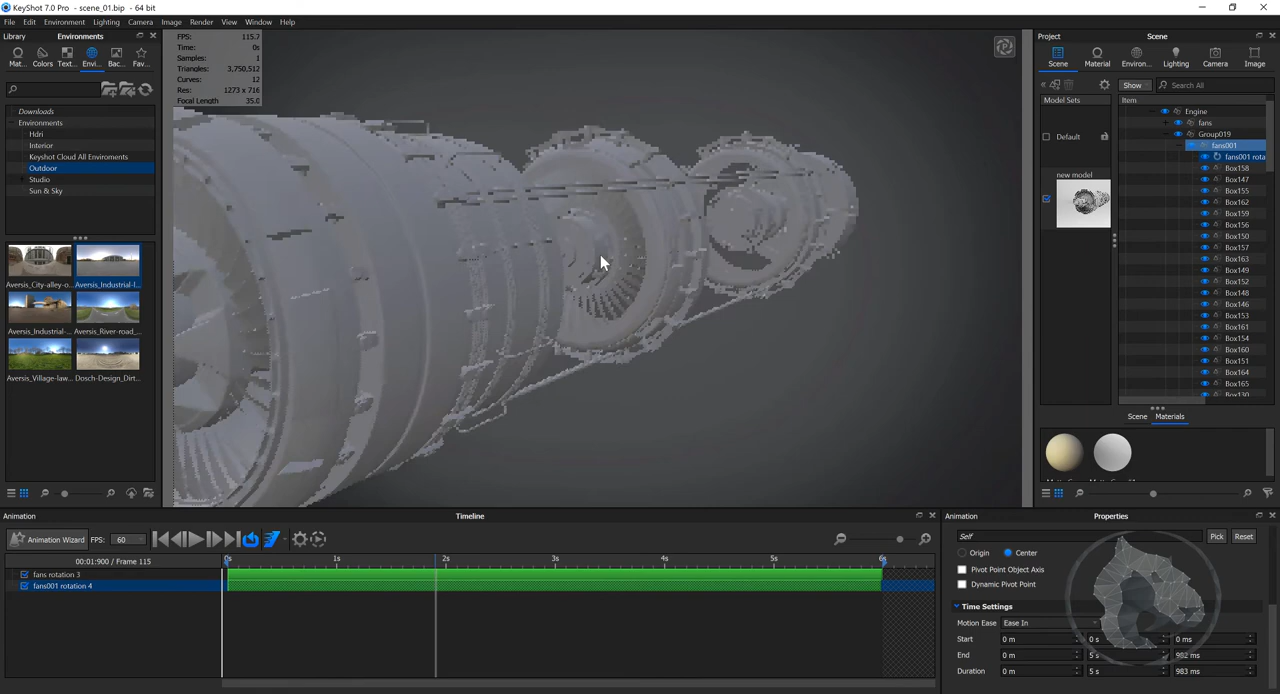 KeyShot 7.0 Pro - scene_01.bip - 64 bit
File Edit Environment Lighting Camera Image Render View Window Help
Library Environments
Mat... Colors Text... Envi... Bac... Fav...
Downloads
Environments
Hdri
Interior
Keyshot Cloud All Enviroments
Outdoor
Studio
Sun & Sky
Aversis_City-alley-o... Aversis_Industrial-l...
Aversis_Industrial-... Aversis_River-road_...
Aversis_Village-law... Dosch-Design_Dirt...
FPS: 115.7
Time: 0s
Samples: 1
Triangles: 3,750,512
Curves: 12
Res: 1273 x 716
Focal Length 35.0
Project Scene
Scene Material Environ... Lighting Camera Image
Show Search All
Model Sets Item
Default
new model
Engine
fans
Group019
fans001
fans001 rota
Box158
Box147
Box155
Box162
Box159
Box156
Box150
Box157
Box163
Box149
Box152
Box148
Box146
Box153
Box161
Box154
Box160
Box151
Box164
Box165
Box130
Scene Materials
Animation Timeline
Animation Wizard FPS: 60
00:01:900 / Frame 115
0s 1s 2s 3s 4s 5s 6s
fans rotation 3
fans001 rotation 4
Animation Properties
Self Pick Reset
Origin Center
Pivot Point Object Axis
Dynamic Pivot Point
Time Settings
Motion Ease Ease In
Start 0 m 0 s 0 ms
End 0 m 5 s 982 ms
Duration 0 m 5 s 983 ms